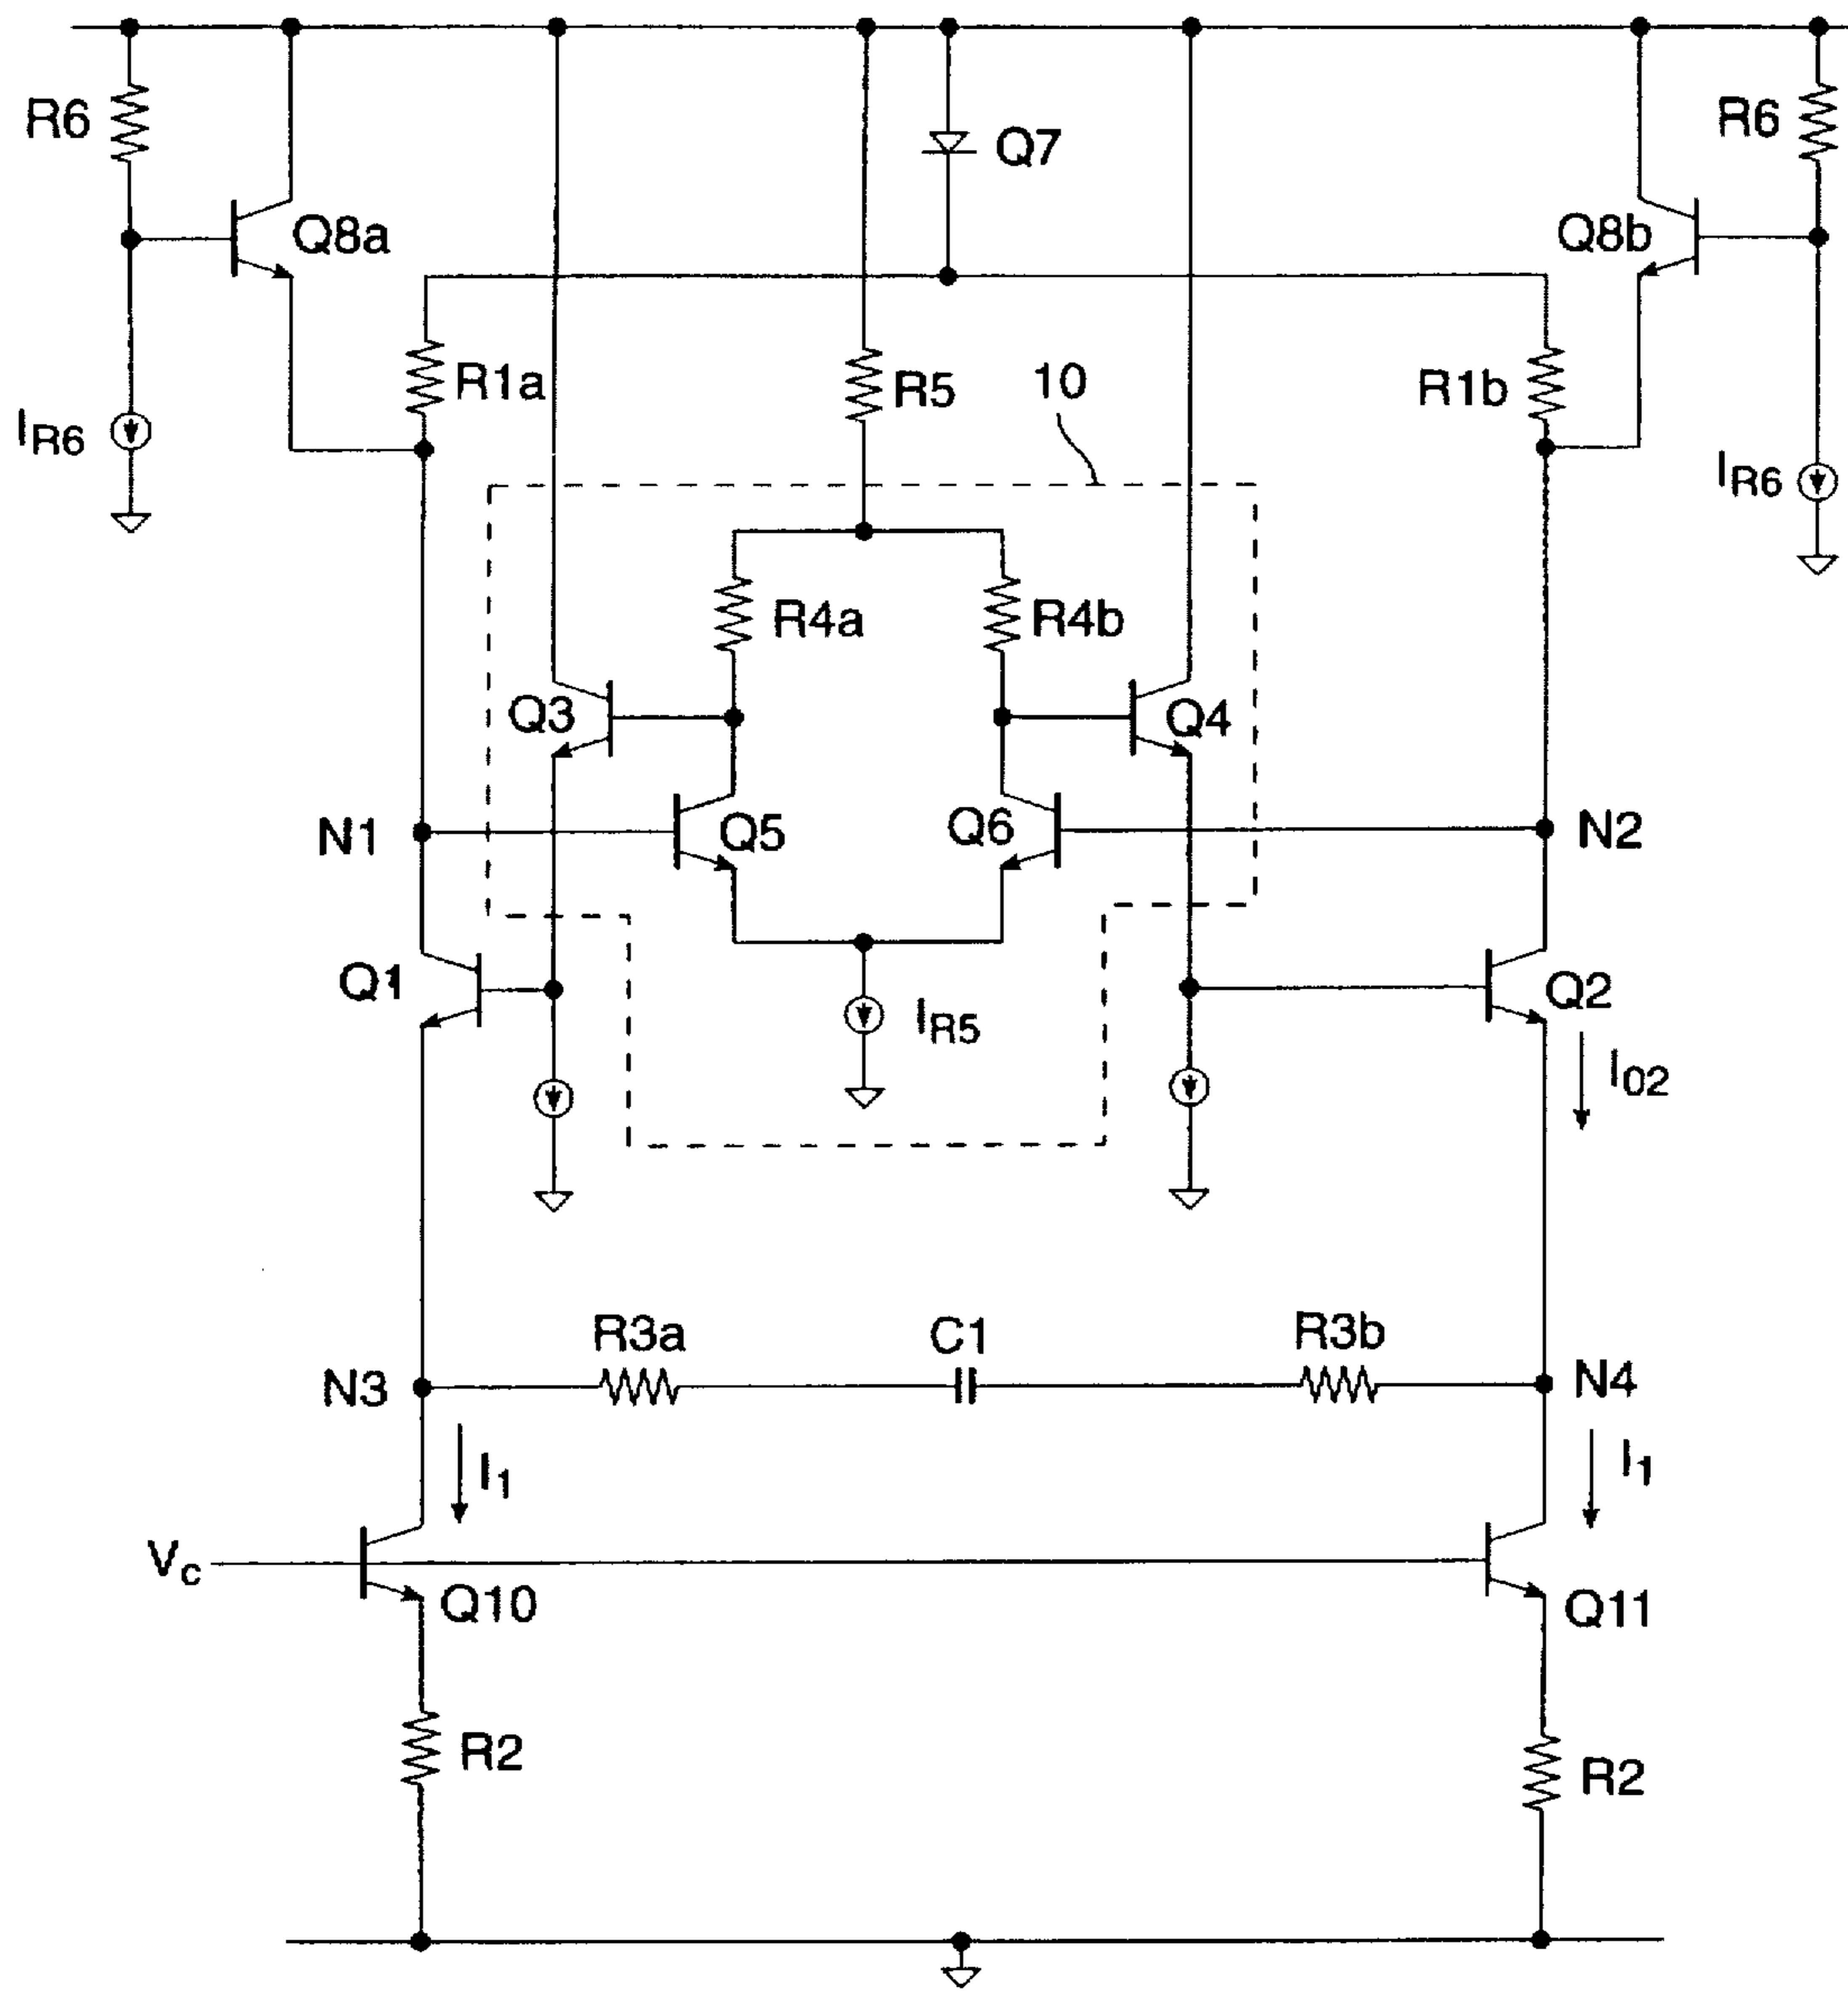 R6
R6
Q7
Q8a
Q8b
R1a
R5
10
R1b
IR6
IR6
R4a
R4b
Q3
Q4
N1
Q5
Q6
N2
Q1
IR5
Q2
I02
R3a
C1
R3b
N3
N4
I1
I1
Vc
Q10
Q11
R2
R2